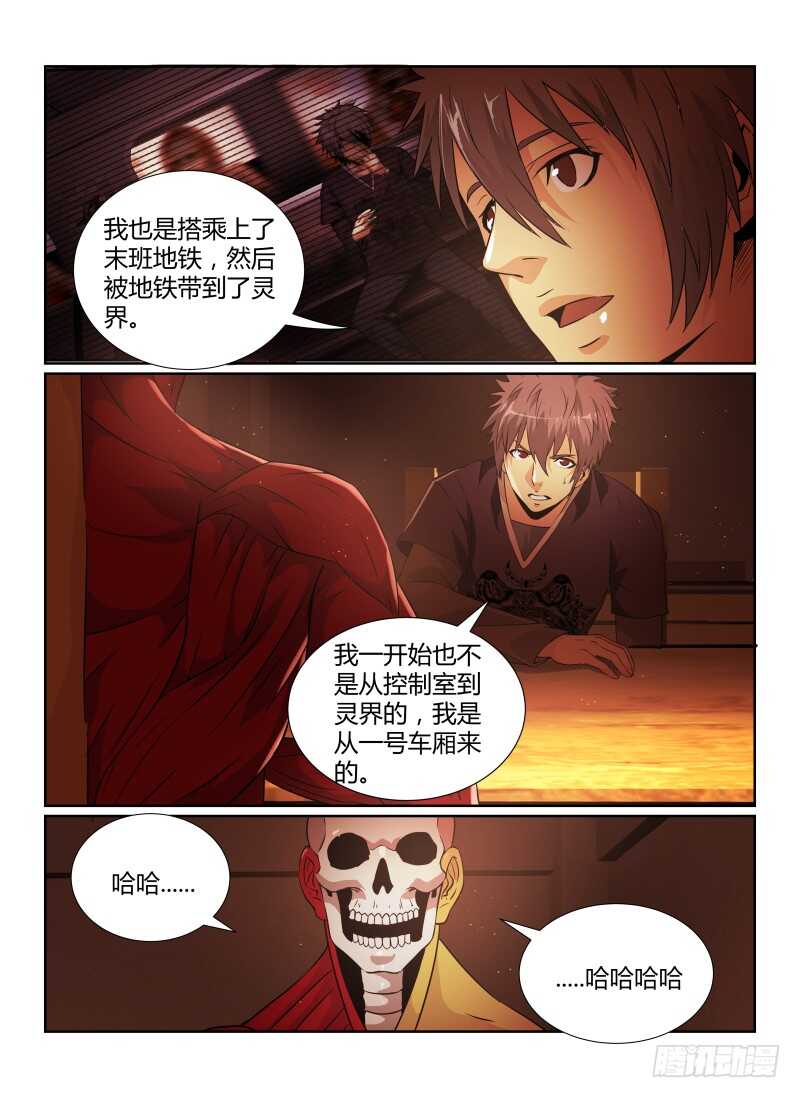 我也是搭乘上了
末班地铁，然后
被地铁带到了灵
界。
我一开始也不
是从控制室到
灵界的，我是
从一号车厢来
的。
哈哈......
.....哈哈哈哈
腾讯动漫